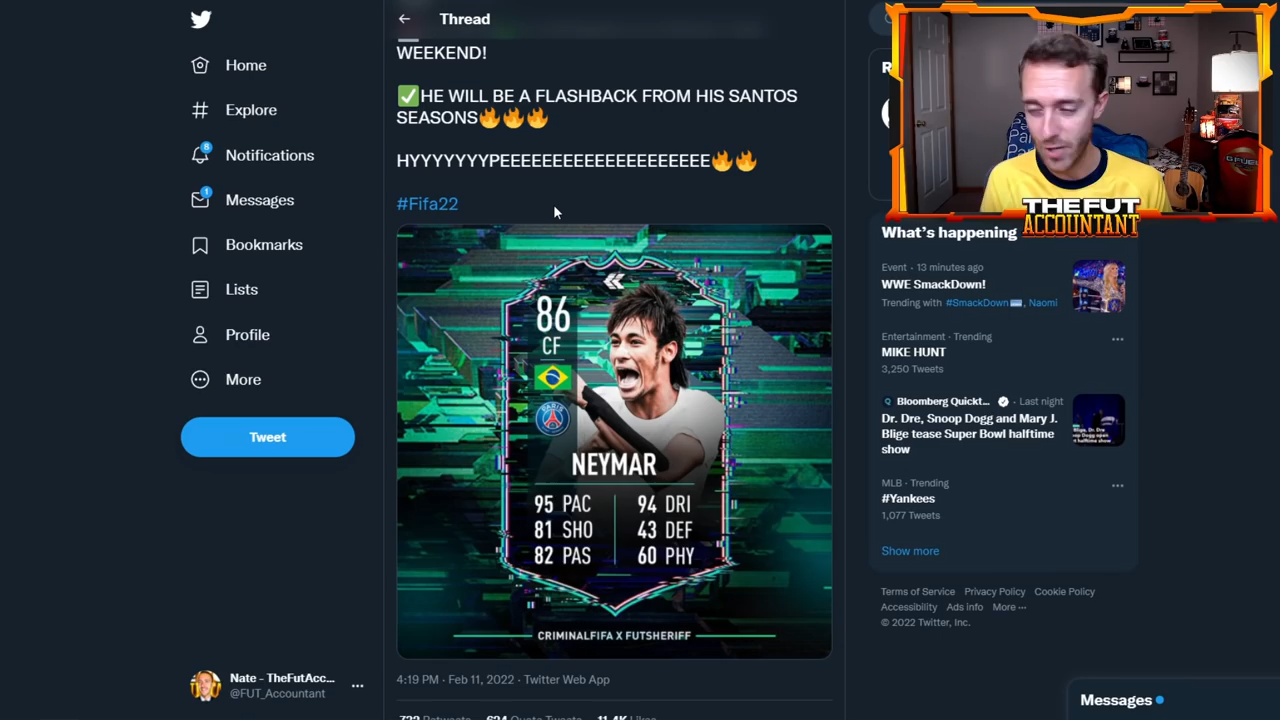 Thread
WEEKEND!
✅HE WILL BE A FLASHBACK FROM HIS SANTOS
SEASONS🔥🔥🔥
HYYYYYYYPEEEEEEEEEEEEEEEEEEEE🔥🔥
#Fifa22
86
CF
NEYMAR
95 PAC
94 DRI
81 SHO
43 DEF
82 PAS
60 PHY
CRIMINALFIFA X FUTSHERIFF
4:19 PM · Feb 11, 2022 · Twitter Web App
Home
Explore
8
Notifications
1
Messages
Bookmarks
Lists
Profile
More
Tweet
Nate - TheFutAcc...
@FUT_Accountant
THE FUT
ACCOUNTANT
What's happening
Event · 13 minutes ago
WWE SmackDown!
Trending with #SmackDown, Naomi
Entertainment · Trending
MIKE HUNT
3,250 Tweets
Bloomberg Quickt... · Last night
Dr. Dre, Snoop Dogg and Mary J.
Blige tease Super Bowl halftime
show
MLB · Trending
#Yankees
1,077 Tweets
Show more
Terms of Service Privacy Policy Cookie Policy
Accessibility Ads info More ···
© 2022 Twitter, Inc.
Messages